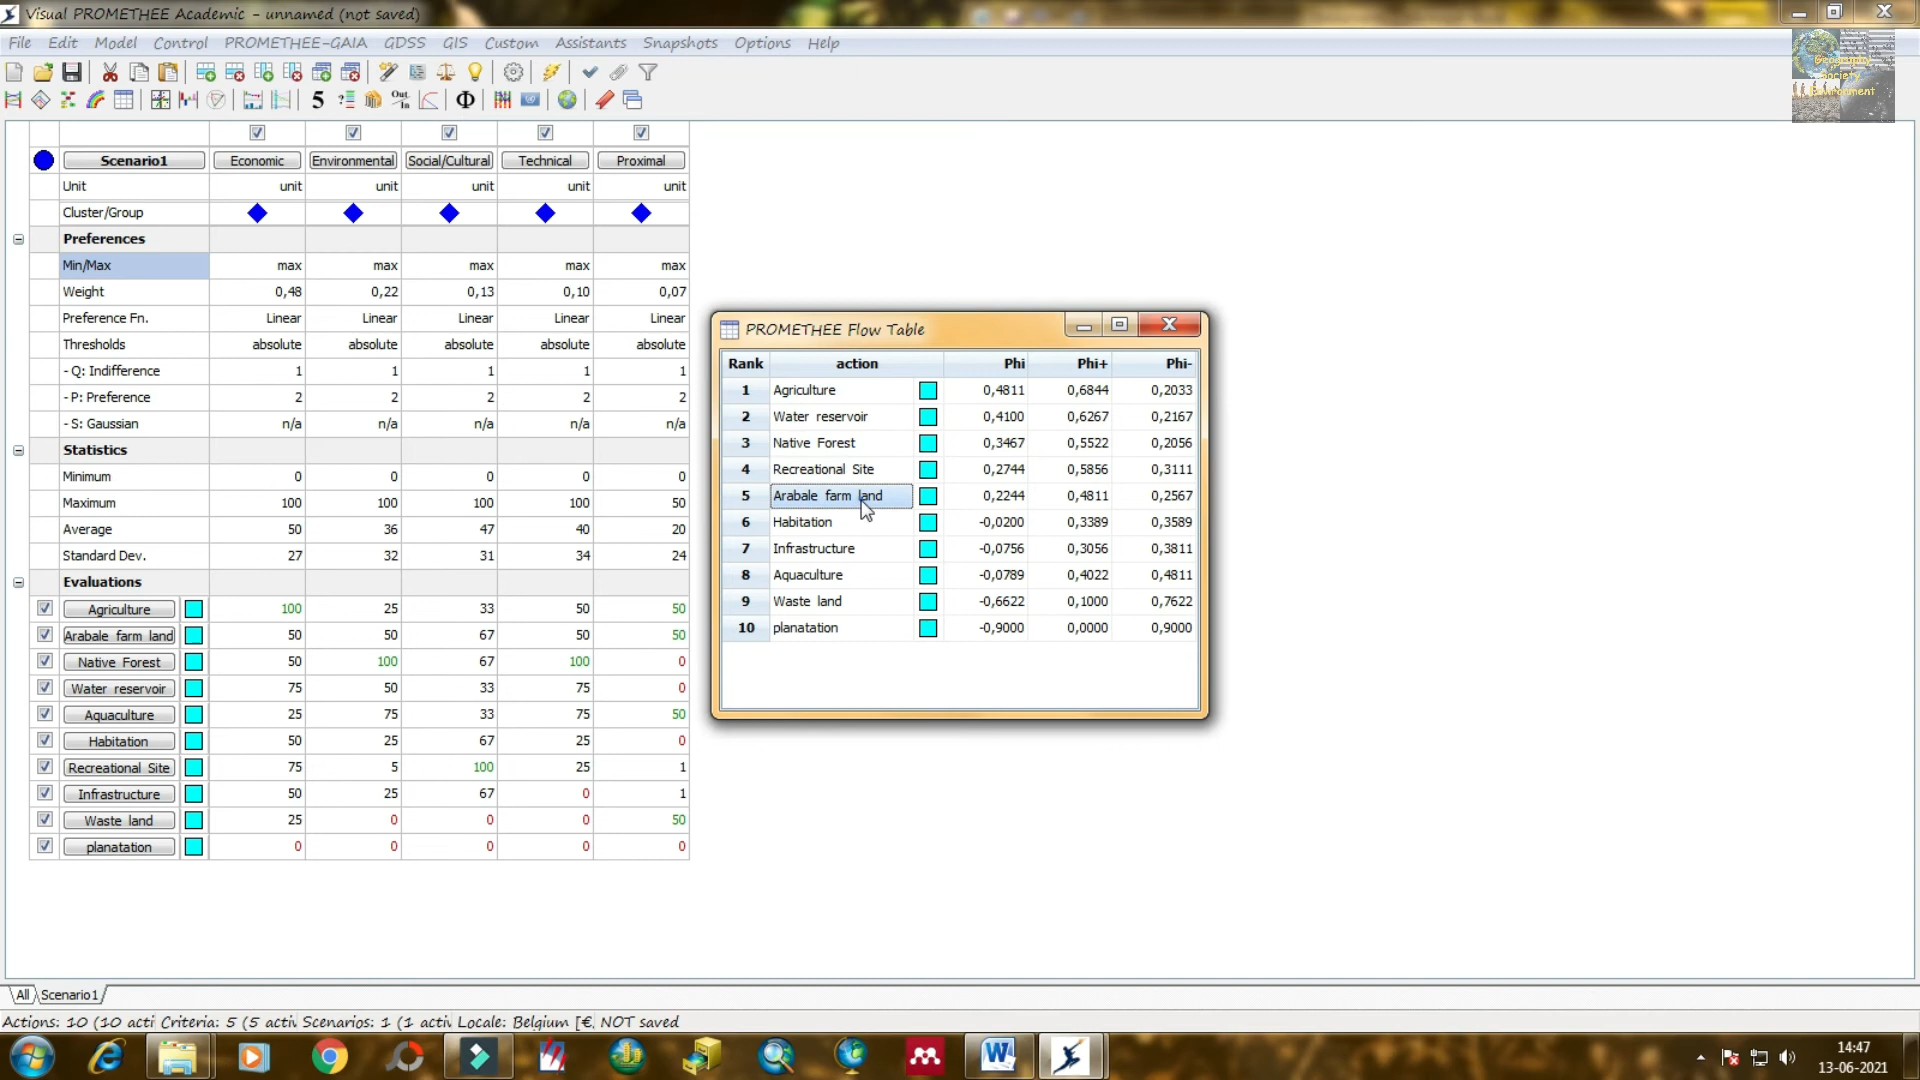 Visual PROMETHEE Academic - unnamed (not saved)
File Edit Model Control PROMETHEE-GAIA GDSS GIS Custom Assistants Snapshots Options Help
Geography
Society
Environment
Scenario1 Economic Environmental Social/Cultural Technical Proximal
Unit unit unit unit unit unit
Cluster/Group
Preferences
Min/Max max max max max max
Weight 0,48 0,22 0,13 0,10 0,07
Preference Fn. Linear Linear Linear Linear Linear
Thresholds absolute absolute absolute absolute absolute
- Q: Indifference 1 1 1 1 1
- P: Preference 2 2 2 2 2
- S: Gaussian n/a n/a n/a n/a n/a
Statistics
Minimum 0 0 0 0 0
Maximum 100 100 100 100 50
Average 50 36 47 40 20
Standard Dev. 27 32 31 34 24
Evaluations
Agriculture 100 25 33 50 50
Arabale farm land 50 50 67 50 50
Native Forest 50 100 67 100 0
Water reservoir 75 50 33 75 0
Aquaculture 25 75 33 75 50
Habitation 50 25 67 25 0
Recreational Site 75 5 100 25 1
Infrastructure 50 25 67 0 1
Waste land 25 0 0 0 50
planatation 0 0 0 0 0
PROMETHEE Flow Table
Rank action Phi Phi+ Phi-
1 Agriculture 0,4811 0,6844 0,2033
2 Water reservoir 0,4100 0,6267 0,2167
3 Native Forest 0,3467 0,5522 0,2056
4 Recreational Site 0,2744 0,5856 0,3111
5 Arabale farm land 0,2244 0,4811 0,2567
6 Habitation -0,0200 0,3389 0,3589
7 Infrastructure -0,0756 0,3056 0,3811
8 Aquaculture -0,0789 0,4022 0,4811
9 Waste land -0,6622 0,1000 0,7622
10 planatation -0,9000 0,0000 0,9000
All Scenario1
Actions: 10 (10 acti Criteria: 5 (5 activ Scenarios: 1 (1 activ Locale: Belgium [€, NOT saved
14:47
13-06-2021